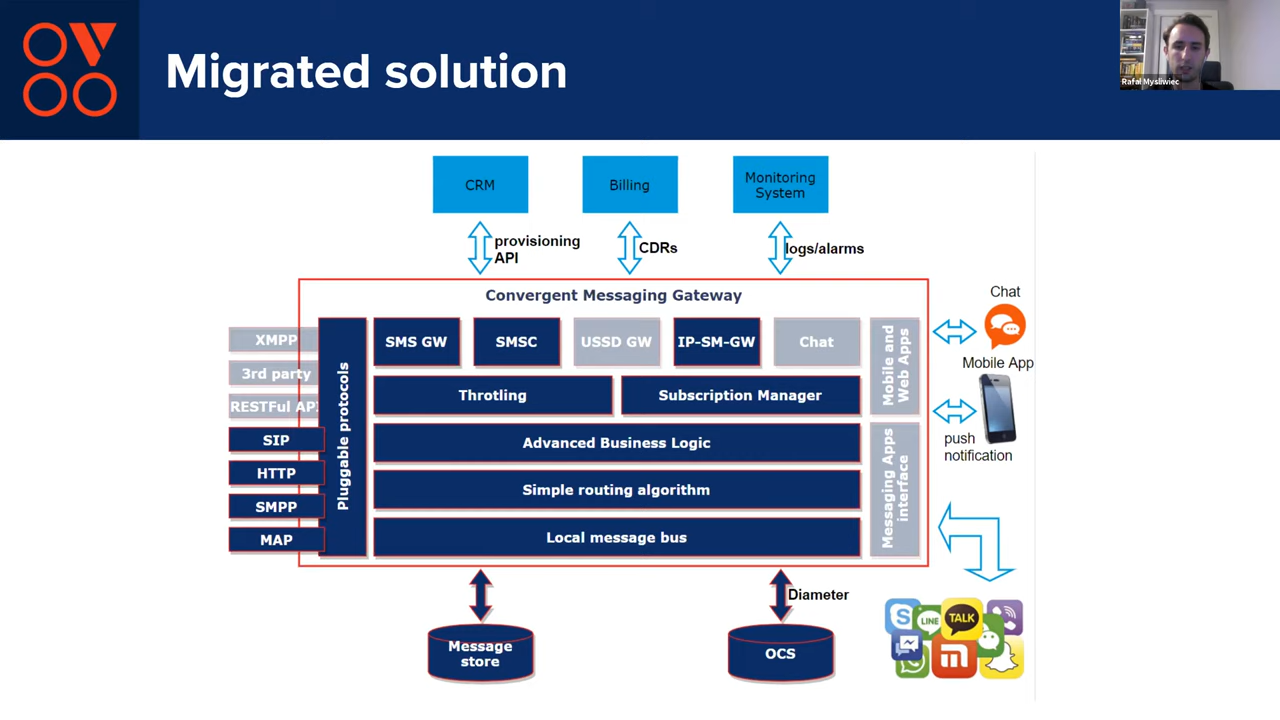 OVOO
Migrated solution
Rafał Myśliwiec
CRM
Billing
Monitoring
System
provisioning
API
CDRs
logs/alarms
Convergent Messaging Gateway
XMPP
3rd party
RESTFul API
SIP
HTTP
SMPP
MAP
Pluggable protocols
SMS GW
SMSC
USSD GW
IP-SM-GW
Chat
Throtling
Subscription Manager
Advanced Business Logic
Simple routing algorithm
Local message bus
Mobile and
Web Apps
Messaging Apps
interface
Chat
Mobile App
push
notification
Diameter
Message
store
OCS
LINE
TALK